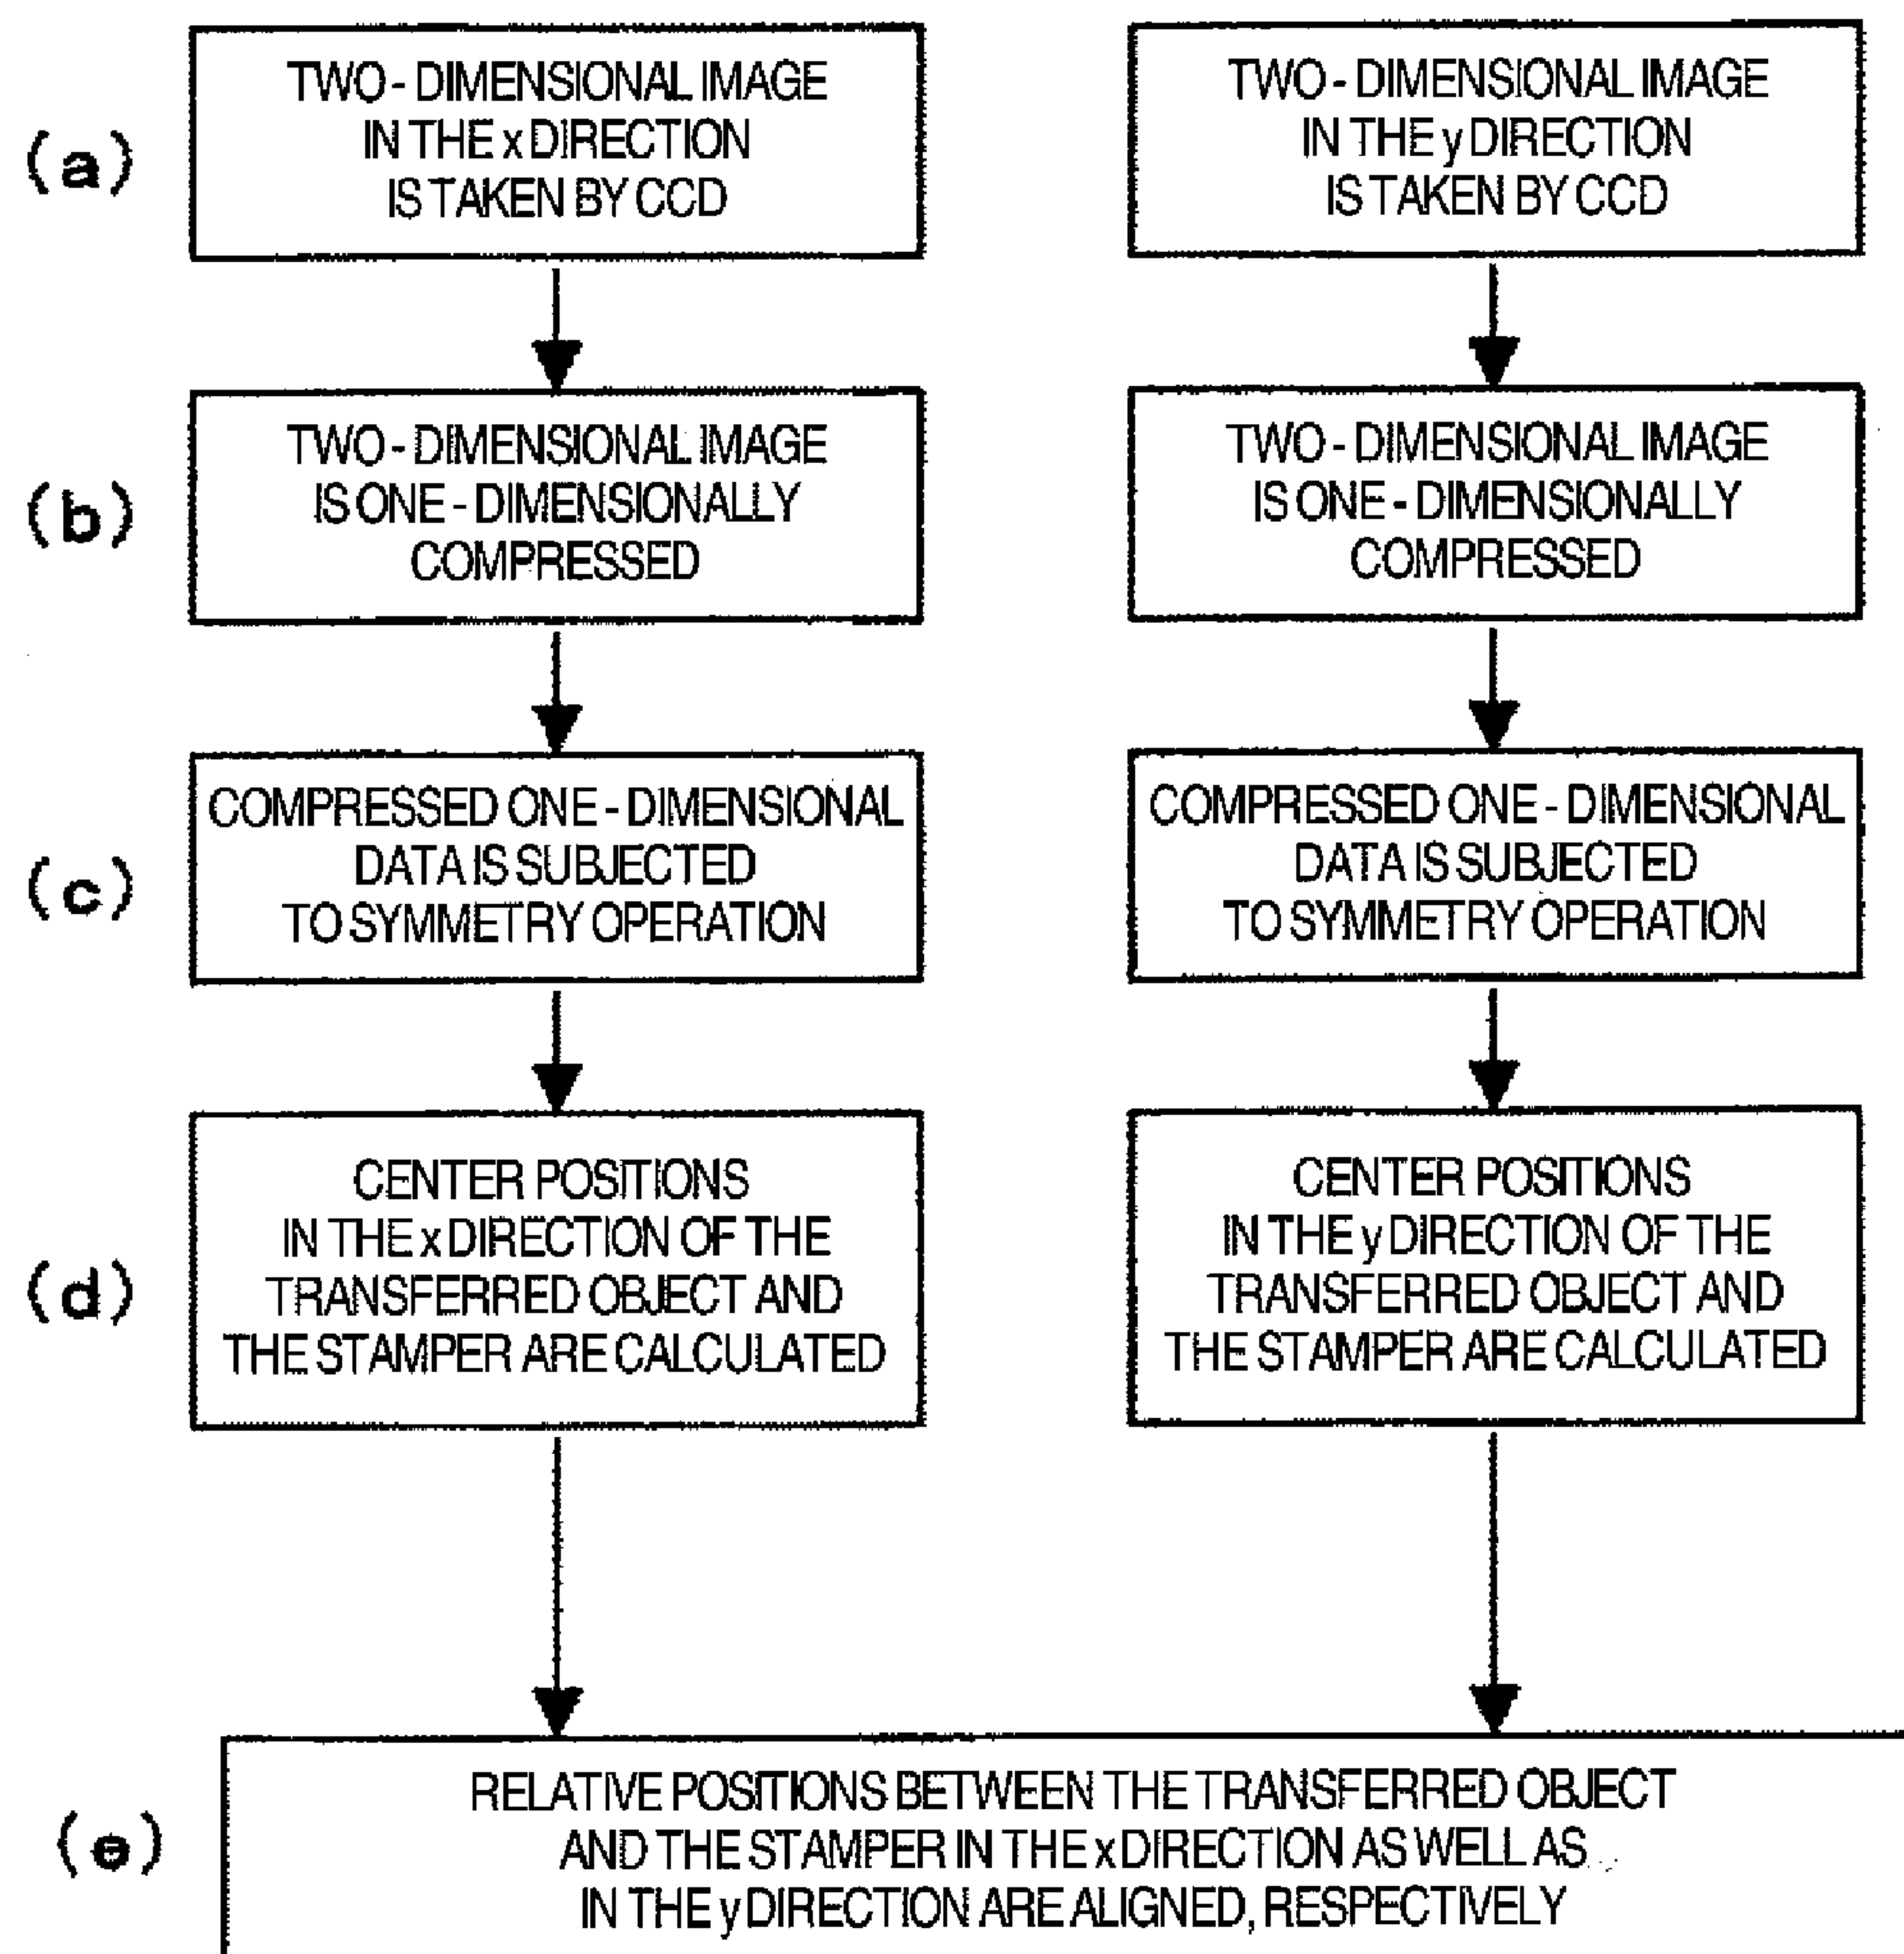 (a)
TWO-DIMENSIONAL IMAGE
IN THE x DIRECTION
IS TAKEN BY CCD
TWO-DIMENSIONAL IMAGE
IN THE y DIRECTION
IS TAKEN BY CCD
(b)
TWO-DIMENSIONAL IMAGE
IS ONE-DIMENSIONALLY
COMPRESSED
TWO-DIMENSIONAL IMAGE
IS ONE-DIMENSIONALLY
COMPRESSED
(c)
COMPRESSED ONE-DIMENSIONAL
DATA IS SUBJECTED
TO SYMMETRY OPERATION
COMPRESSED ONE-DIMENSIONAL
DATA IS SUBJECTED
TO SYMMETRY OPERATION
(d)
CENTER POSITIONS
IN THE x DIRECTION OF THE
TRANSFERRED OBJECT AND
THE STAMPER ARE CALCULATED
CENTER POSITIONS
IN THE y DIRECTION OF THE
TRANSFERRED OBJECT AND
THE STAMPER ARE CALCULATED
(e)
RELATIVE POSITIONS BETWEEN THE TRANSFERRED OBJECT
AND THE STAMPER IN THE x DIRECTION AS WELL AS
IN THE y DIRECTION ARE ALIGNED, RESPECTIVELY